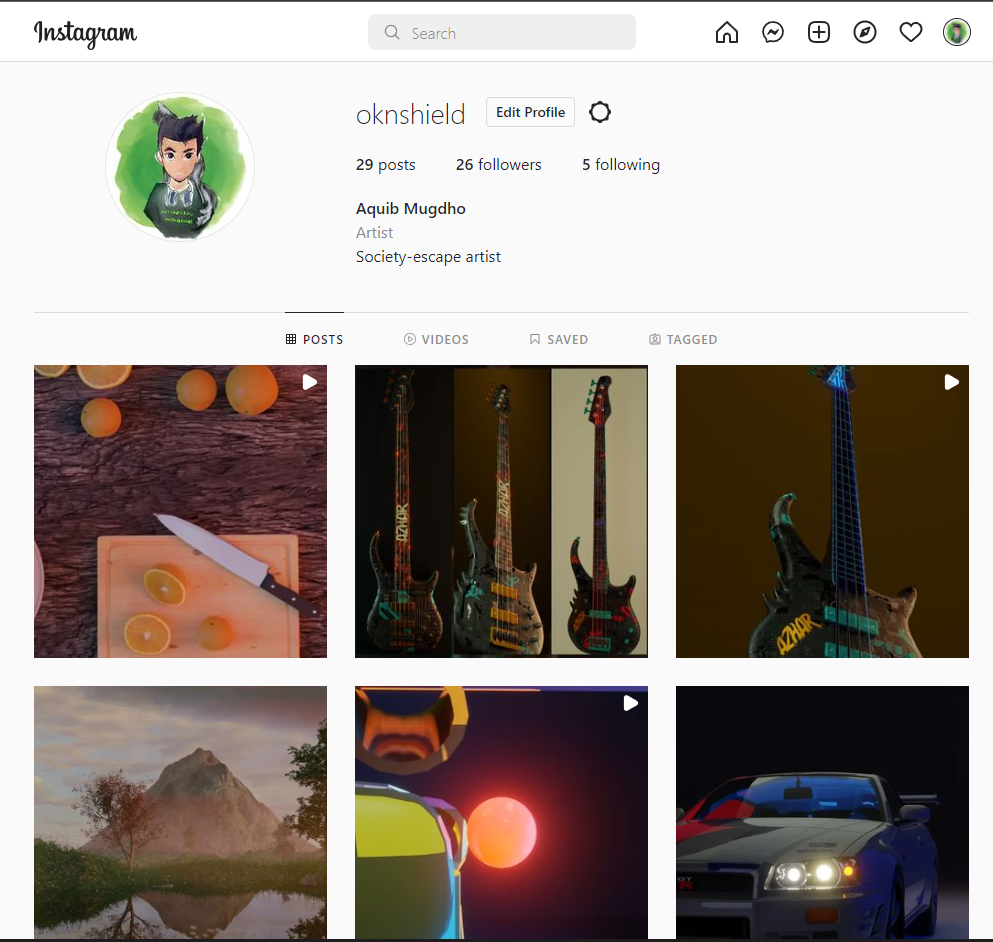 Instagram
Search
oknshield Edit Profile
29 posts 26 followers 5 following
Aquib Mugdho
Artist
Society-escape artist
POSTS VIDEOS SAVED TAGGED
AZHAR AZHAR
AZHAR
GT